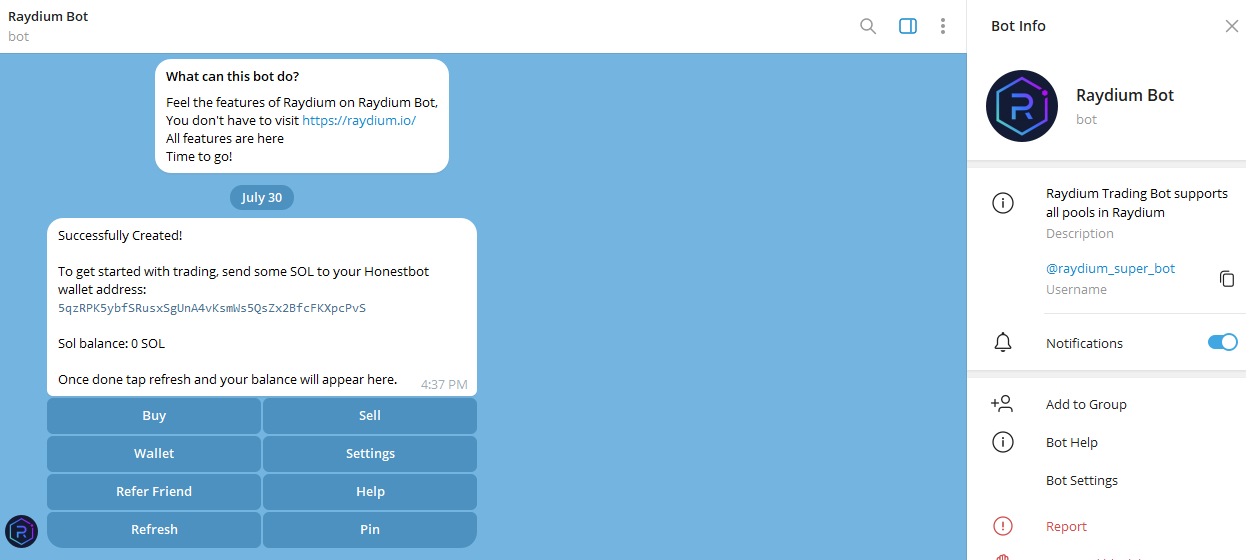 Raydium Bot
bot
What can this bot do?
Feel the features of Raydium on Raydium Bot,
You don't have to visit https://raydium.io/
All features are here
Time to go!
July 30
Successfully Created!
To get started with trading, send some SOL to your Honestbot
wallet address:
5qzRPK5ybfSRusxSgUnA4vKsmWs5QsZx2BfcFKXpcPvS
Sol balance: 0 SOL
Once done tap refresh and your balance will appear here.
4:37 PM
Buy
Sell
Wallet
Settings
Refer Friend
Help
Refresh
Pin
Bot Info
Raydium Bot
bot
Raydium Trading Bot supports
all pools in Raydium
Description
@raydium_super_bot
Username
Notifications
Add to Group
Bot Help
Bot Settings
Report